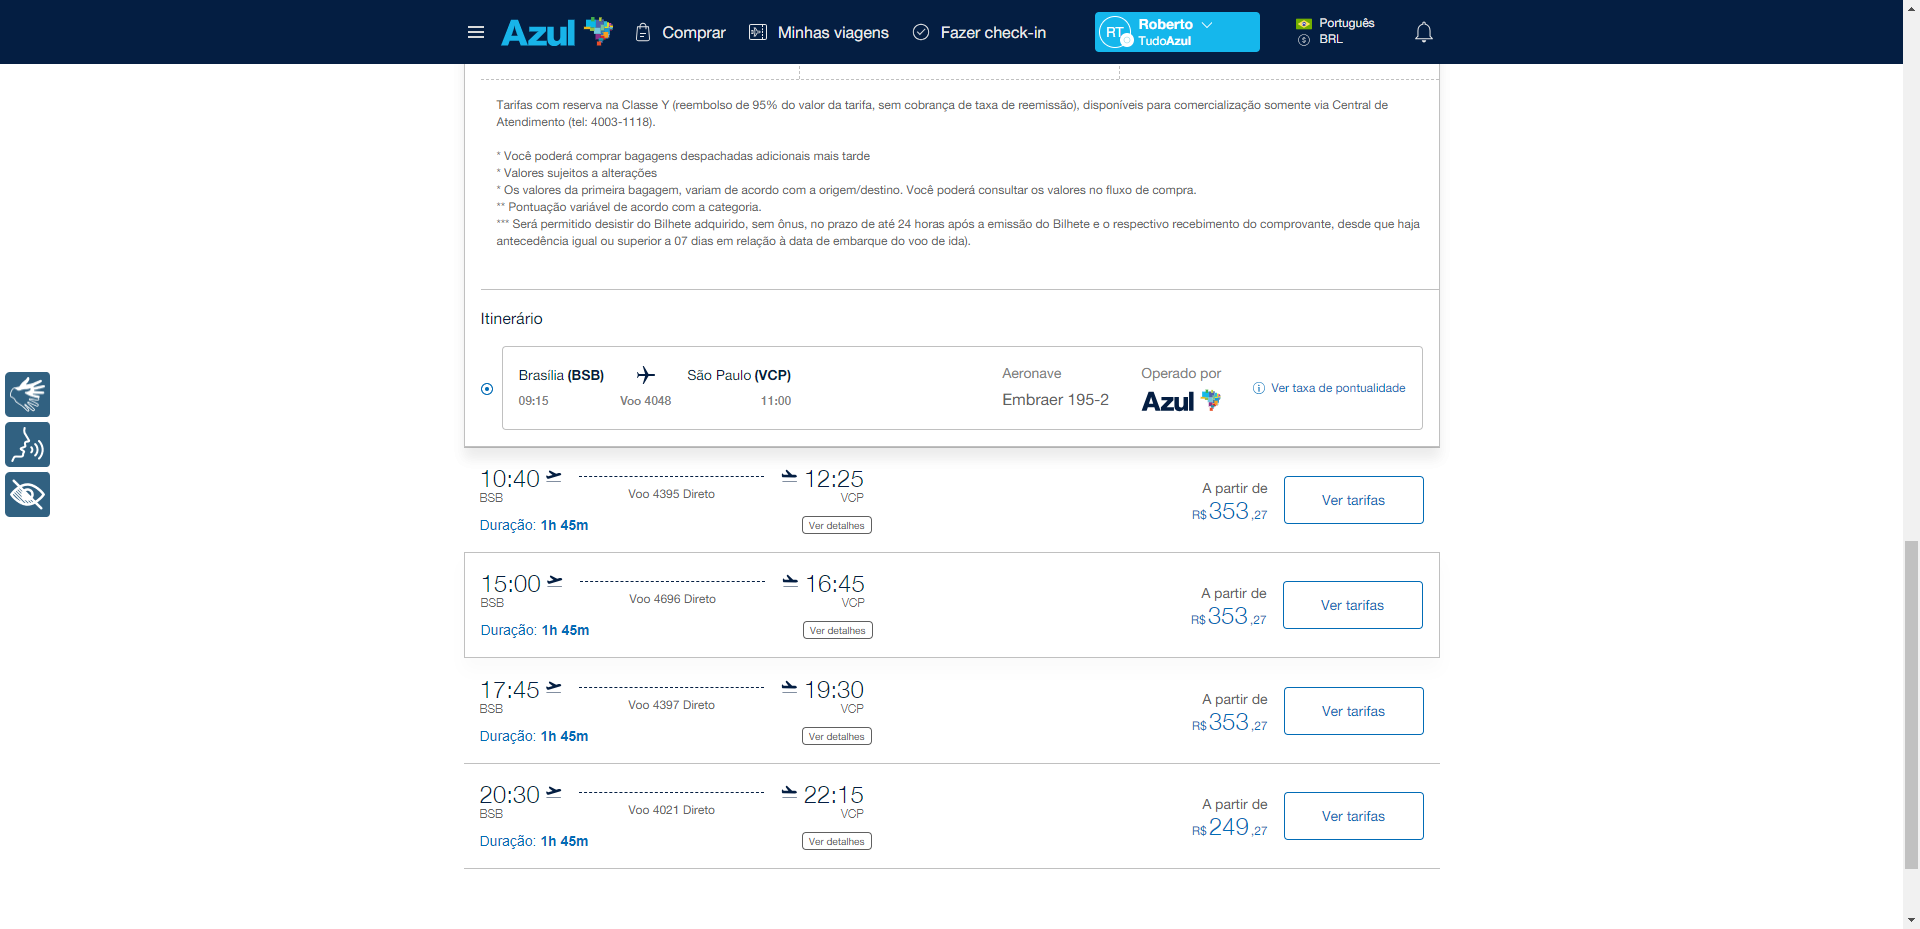 Azul
Comprar
Minhas viagens
Fazer check-in
RT
Roberto
TudoAzul
Português
BRL
Tarifas com reserva na Classe Y (reembolso de 95% do valor da tarifa, sem cobrança de taxa de reemissão), disponíveis para comercialização somente via Central de
Atendimento (tel: 4003-1118).
* Você poderá comprar bagagens despachadas adicionais mais tarde
* Valores sujeitos a alterações
* Os valores da primeira bagagem, variam de acordo com a origem/destino. Você poderá consultar os valores no fluxo de compra.
** Pontuação variável de acordo com a categoria.
*** Será permitido desistir do Bilhete adquirido, sem ônus, no prazo de até 24 horas após a emissão do Bilhete e o respectivo recebimento do comprovante, desde que haja
antecedência igual ou superior a 07 dias em relação à data de embarque do voo de ida).
Itinerário
Brasília (BSB) São Paulo (VCP)
09:15 Voo 4048 11:00
Aeronave
Embraer 195-2
Operado por
Azul
Ver taxa de pontualidade
10:40 12:25
BSB Voo 4395 Direto VCP
Duração: 1h 45m Ver detalhes
A partir de
R$ 353,27
Ver tarifas
15:00 16:45
BSB Voo 4696 Direto VCP
Duração: 1h 45m Ver detalhes
A partir de
R$ 353,27
Ver tarifas
17:45 19:30
BSB Voo 4397 Direto VCP
Duração: 1h 45m Ver detalhes
A partir de
R$ 353,27
Ver tarifas
20:30 22:15
BSB Voo 4021 Direto VCP
Duração: 1h 45m Ver detalhes
A partir de
R$ 249,27
Ver tarifas